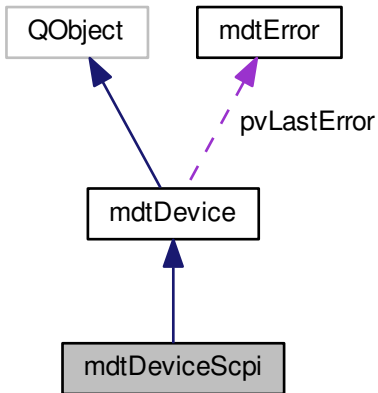 QObject
mdtError
pvLastError
mdtDevice
mdtDeviceScpi